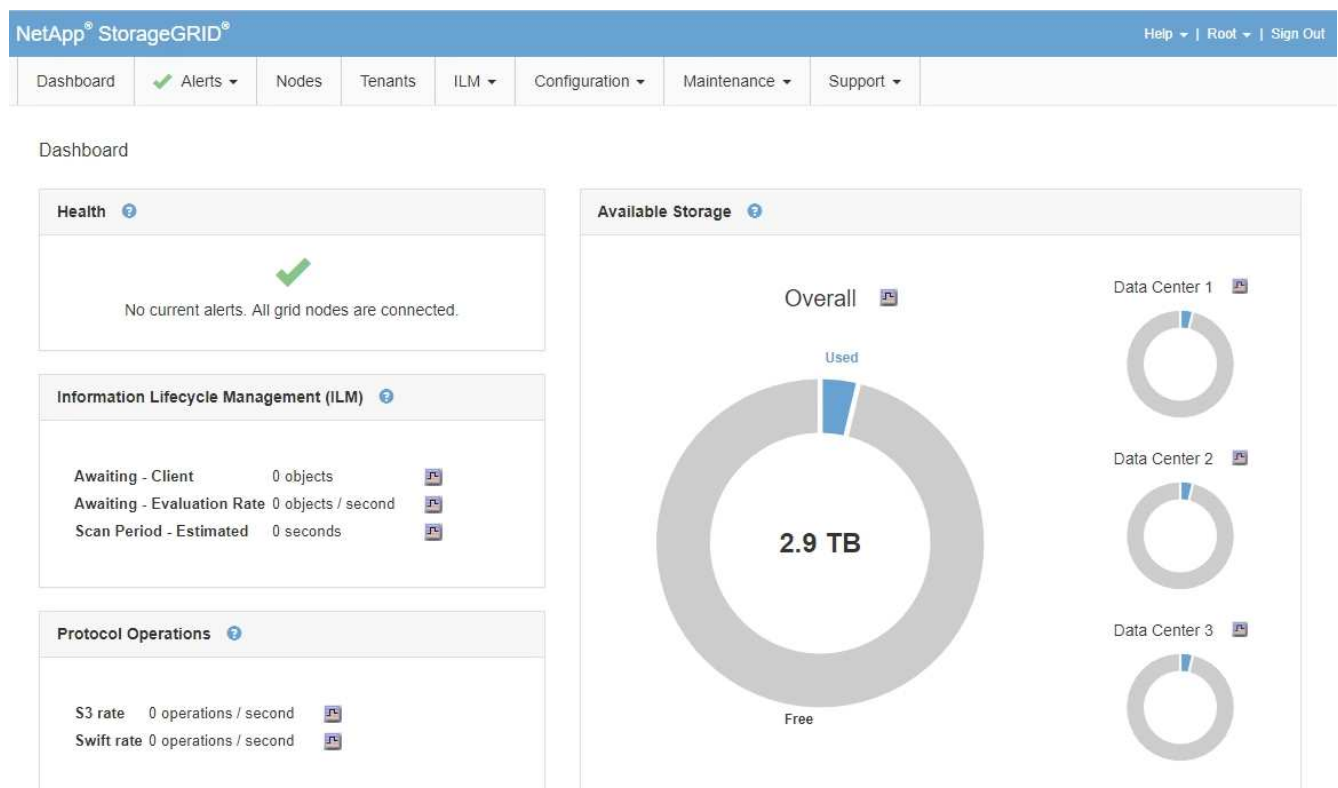 NetApp® StorageGRID®
Help | Root | Sign Out
Dashboard
Alerts
Nodes
Tenants
ILM
Configuration
Maintenance
Support
Dashboard
Health
No current alerts. All grid nodes are connected.
Information Lifecycle Management (ILM)
Awaiting - Client 0 objects
Awaiting - Evaluation Rate 0 objects / second
Scan Period - Estimated 0 seconds
Protocol Operations
S3 rate 0 operations / second
Swift rate 0 operations / second
Available Storage
Overall
Used
2.9 TB
Free
Data Center 1
Data Center 2
Data Center 3